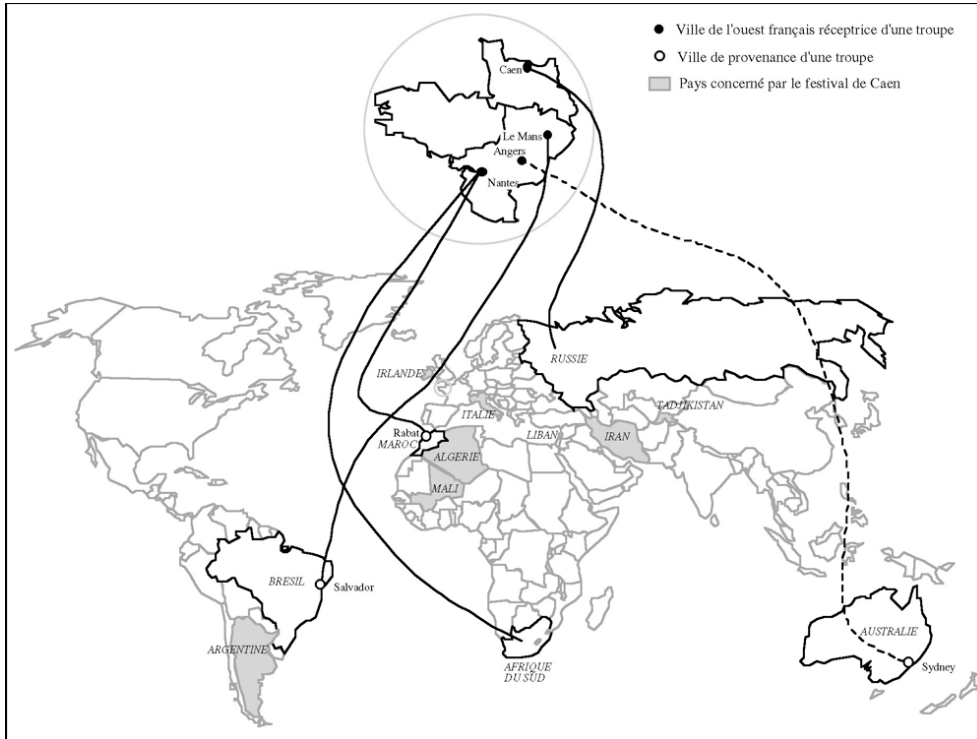 Ville de l'ouest français réceptrice d'une troupe
Ville de provenance d'une troupe
Pays concerné par le festival de Caen
Caen
Le Mans
Angers
Nantes
RUSSIE
IRLANDE
TADJIKISTAN
ITALIE
Rabat
MAROC
LIBAN
IRAN
ALGERIE
MALI
BRESIL
Salvador
ARGENTINE
AUSTRALIE
Sydney
AFRIQUE
DU SUD